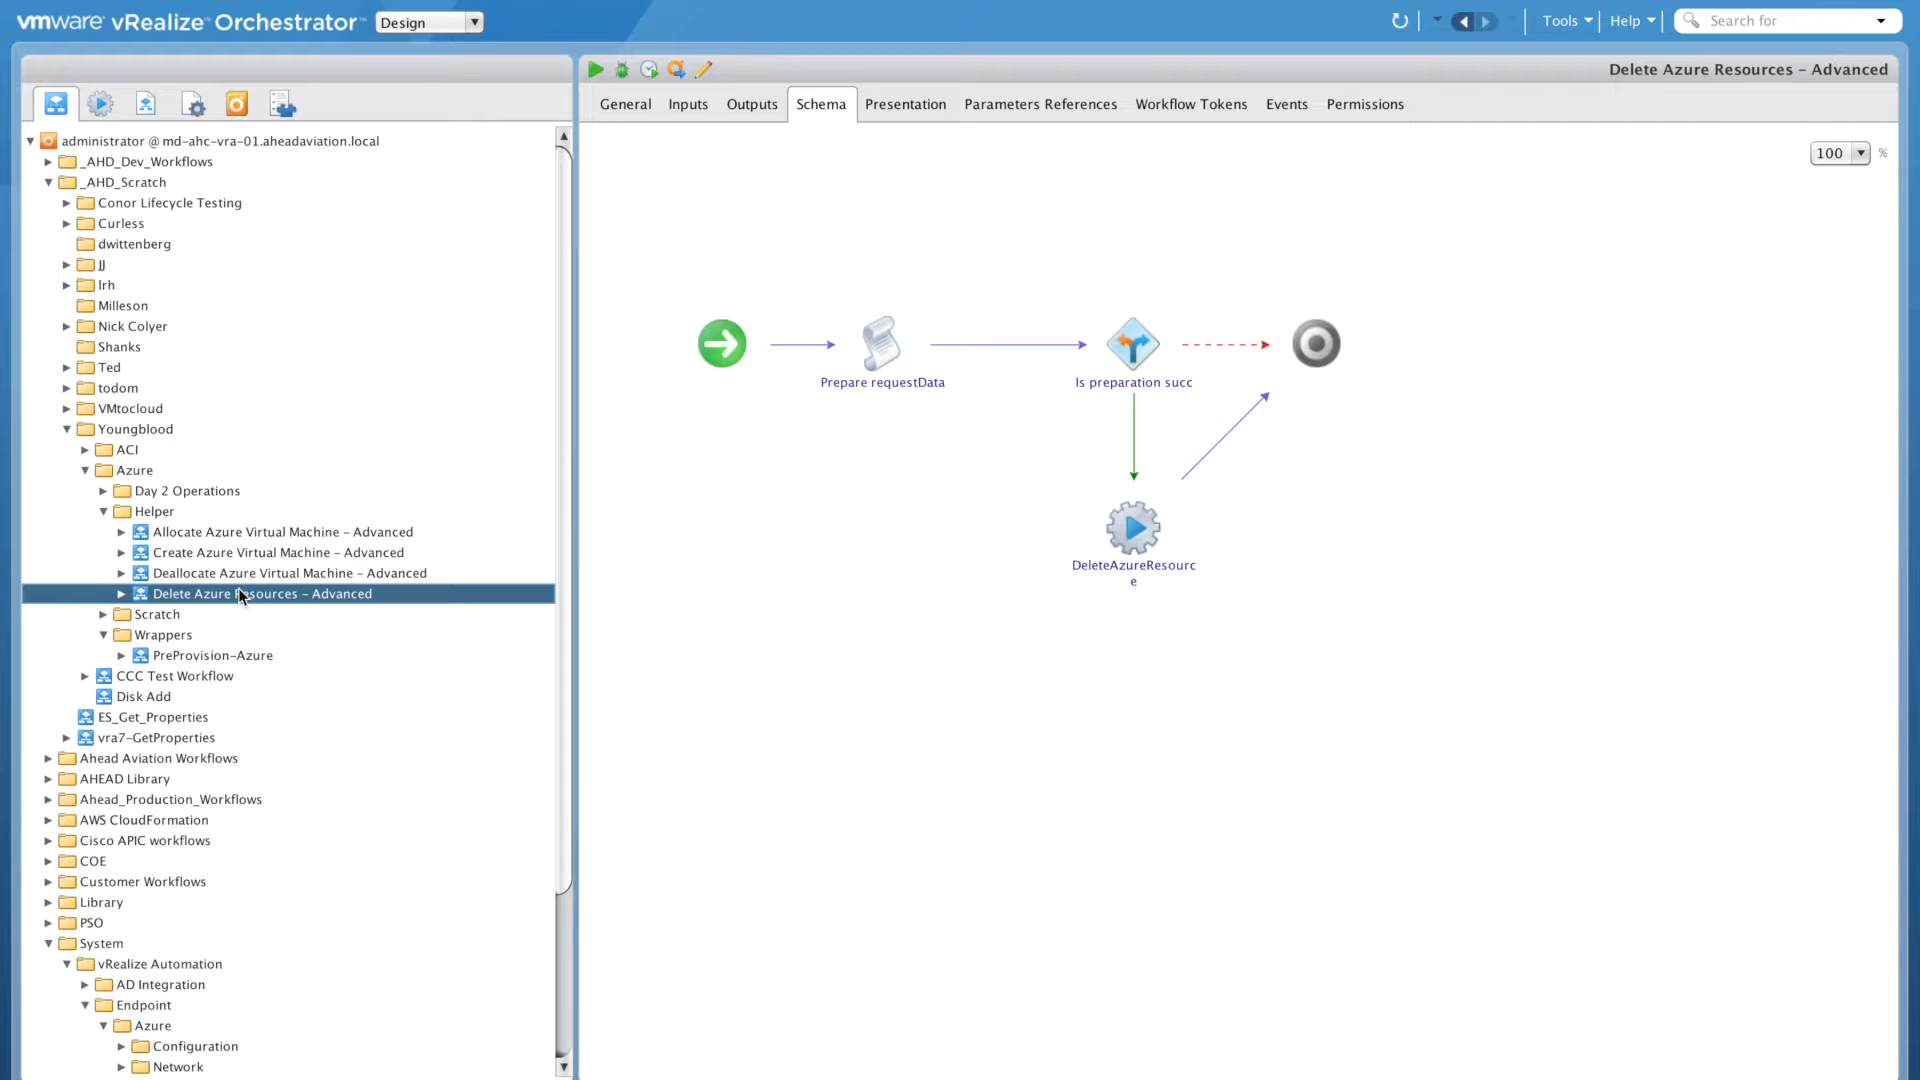 vmware vRealize Orchestrator
Design
Tools
Help
Search for
Delete Azure Resources – Advanced
General
Inputs
Outputs
Schema
Presentation
Parameters References
Workflow Tokens
Events
Permissions
100
%
administrator @ md-ahc-vra-01.aheadaviation.local
_AHD_Dev_Workflows
_AHD_Scratch
Conor Lifecycle Testing
Curless
dwittenberg
JJ
lrh
Milleson
Nick Colyer
Shanks
Ted
todom
VMtocloud
Youngblood
ACI
Azure
Day 2 Operations
Helper
Allocate Azure Virtual Machine – Advanced
Create Azure Virtual Machine – Advanced
Deallocate Azure Virtual Machine – Advanced
Delete Azure Resources – Advanced
Scratch
Wrappers
PreProvision-Azure
CCC Test Workflow
Disk Add
ES_Get_Properties
vra7-GetProperties
Ahead Aviation Workflows
AHEAD Library
Ahead_Production_Workflows
AWS CloudFormation
Cisco APIC workflows
COE
Customer Workflows
Library
PSO
System
vRealize Automation
AD Integration
Endpoint
Azure
Configuration
Network
Prepare requestData
Is preparation succ
DeleteAzureResourc
e